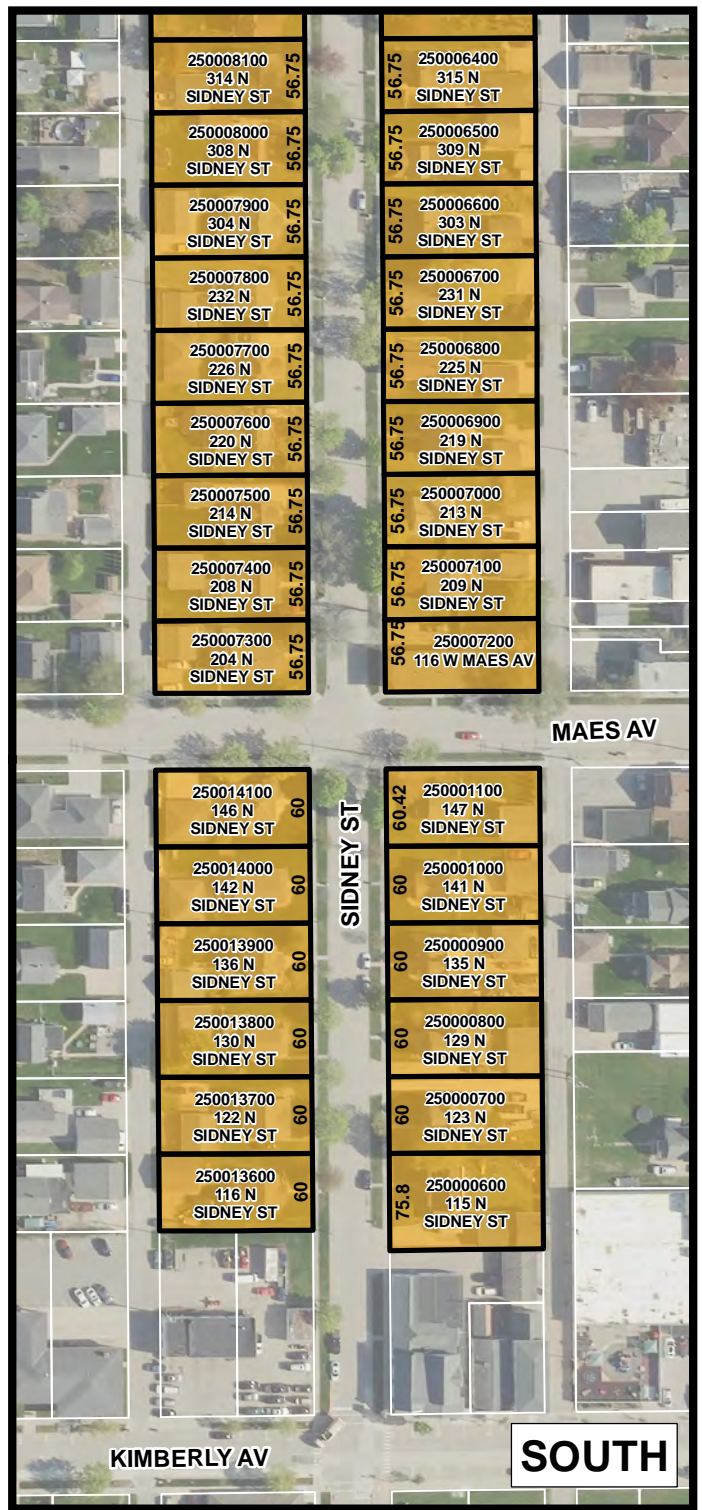 250008100
314 N
SIDNEY ST
56.75
56.75
250006400
315 N
SIDNEY ST
250008000
308 N
SIDNEY ST
56.75
56.75
250006500
309 N
SIDNEY ST
250007900
304 N
SIDNEY ST
56.75
56.75
250006600
303 N
SIDNEY ST
250007800
232 N
SIDNEY ST
56.75
56.75
250006700
231 N
SIDNEY ST
250007700
226 N
SIDNEY ST
56.75
56.75
250006800
225 N
SIDNEY ST
250007600
220 N
SIDNEY ST
56.75
56.75
250006900
219 N
SIDNEY ST
250007500
214 N
SIDNEY ST
56.75
56.75
250007000
213 N
SIDNEY ST
250007400
208 N
SIDNEY ST
56.75
56.75
250007100
209 N
SIDNEY ST
250007300
204 N
SIDNEY ST
56.75
56.75
250007200
116 W MAES AV
MAES AV
250014100
146 N
SIDNEY ST
60
SIDNEY ST
60.42
250001100
147 N
SIDNEY ST
250014000
142 N
SIDNEY ST
60
60
250001000
141 N
SIDNEY ST
250013900
136 N
SIDNEY ST
60
60
250000900
135 N
SIDNEY ST
250013800
130 N
SIDNEY ST
60
60
250000800
129 N
SIDNEY ST
250013700
122 N
SIDNEY ST
60
60
250000700
123 N
SIDNEY ST
250013600
116 N
SIDNEY ST
60
75.8
250000600
115 N
SIDNEY ST
KIMBERLY AV
SOUTH